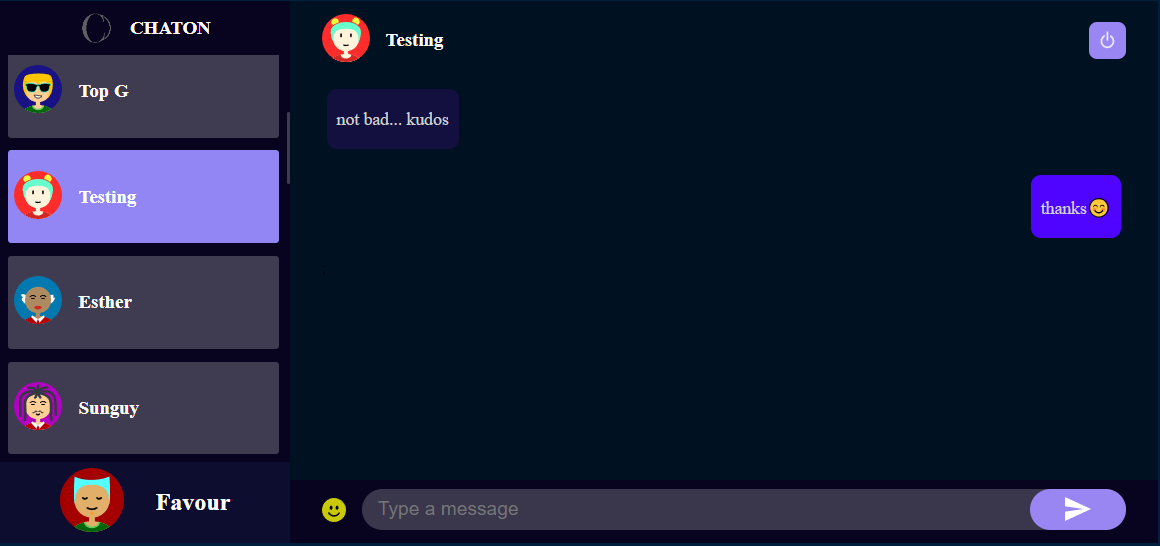 CHATON
Top G
Testing
Esther
Sunguy
Favour
Testing
not bad... kudos
thanks😊
Type a message